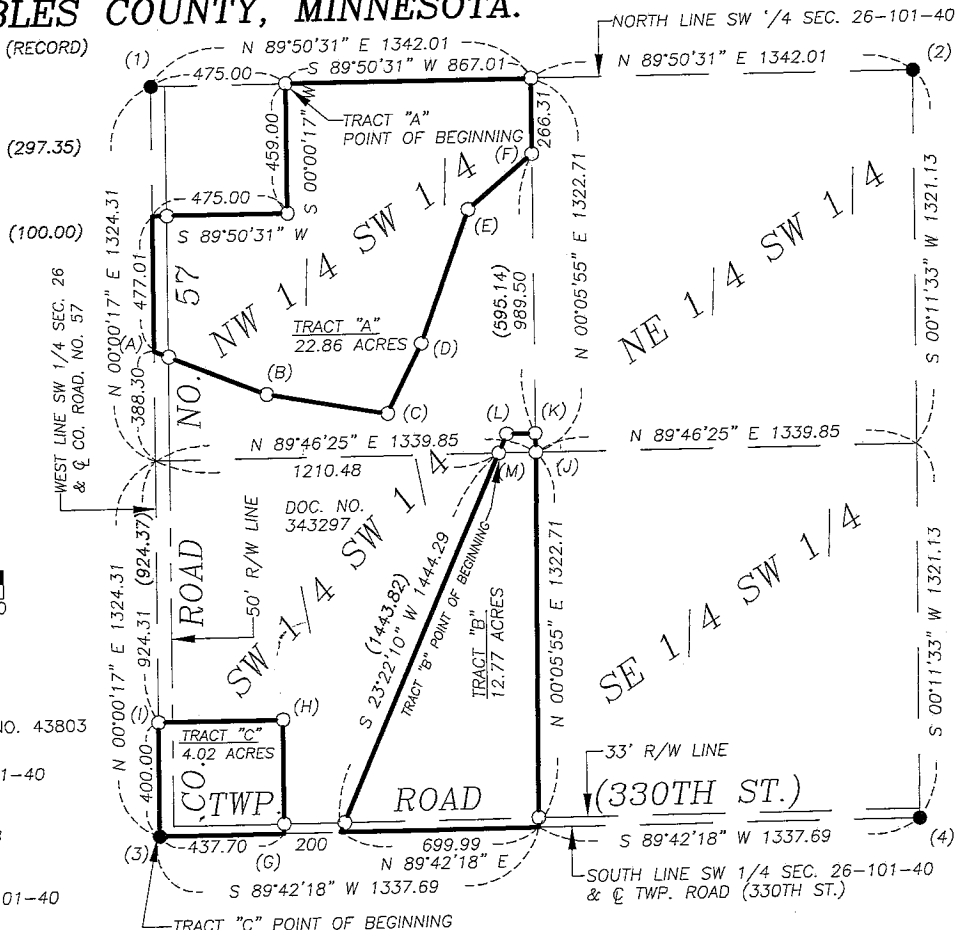 BLES COUNTY, MINNESOTA.
(RECORD)
NORTH LINE SW 1/4 SEC. 26-101-40
(1)
N 89°50'31" E 1342.01
475.00
S 89°50'31" W 867.01
N 89°50'31" E 1342.01
(2)
TRACT "A"
POINT OF BEGINNING
(297.35)
459.00
S 00°00'17" W
266.31
(F)
475.00
(E)
(100.00)
S 89°50'31" W
N 00°00'17" E 1324.31
477.01
57
NW 1/4 SW 1/4
NE 1/4 SW 1/4
(595.14)
989.50
N 00°05'55" E 1322.71
S 00°11'33" W 1321.13
WEST LINE SW 1/4 SEC. 26
& ℄ CO. ROAD. NO. 57
TRACT "A"
22.86 ACRES
(A)
(D)
(B)
388.30
NO.
(C)
(L)
(K)
N 89°46'25" E 1339.85
1210.48
(M)
(J)
N 89°46'25" E 1339.85
DOC. NO.
343297
(924.37)
924.31
N 00°00'17" E 1324.31
ROAD
50' R/W LINE
SW 1/4 SW 1/4
(1443.82)
S 23°22'10" W 1444.29
TRACT "B" POINT OF BEGINNING
TRACT "B"
12.77 ACRES
N 00°05'55" E 1322.71
SE 1/4 SW 1/4
S 00°11'33" W 1321.13
(I)
(H)
NO. 43803
TRACT "C"
4.02 ACRES
400.00
CO.
1-40
33' R/W LINE
TWP.
ROAD
(330TH ST.)
(3)
437.70
(G)
200
699.99
N 89°42'18" E
S 89°42'18" W 1337.69
(4)
S 89°42'18" W 1337.69
SOUTH LINE SW 1/4 SEC. 26-101-40
& ℄ TWP. ROAD (330TH ST.)
01-40
TRACT "C" POINT OF BEGINNING